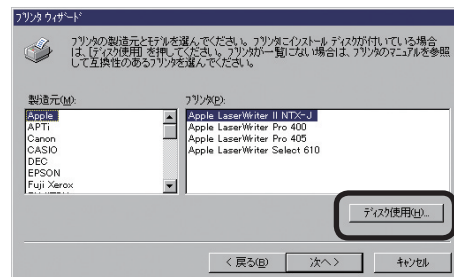 プリンタ ウィザード
プリンタの製造元とモデルを選んでください。プリンタにインストール ディスクが付いている場合
は、[ディスク使用] を押してください。プリンタが一覧にない場合は、プリンタのマニュアルを参照
して互換性のあるプリンタを選んでください。
製造元(M):
プリンタ(P):
Apple
APTi
Canon
CASIO
DEC
EPSON
Fuji Xerox
Apple LaserWriter II NTX-J
Apple LaserWriter Pro 400
Apple LaserWriter Pro 405
Apple LaserWriter Select 610
ディスク使用(H)...
< 戻る(B)
次へ >
キャンセル